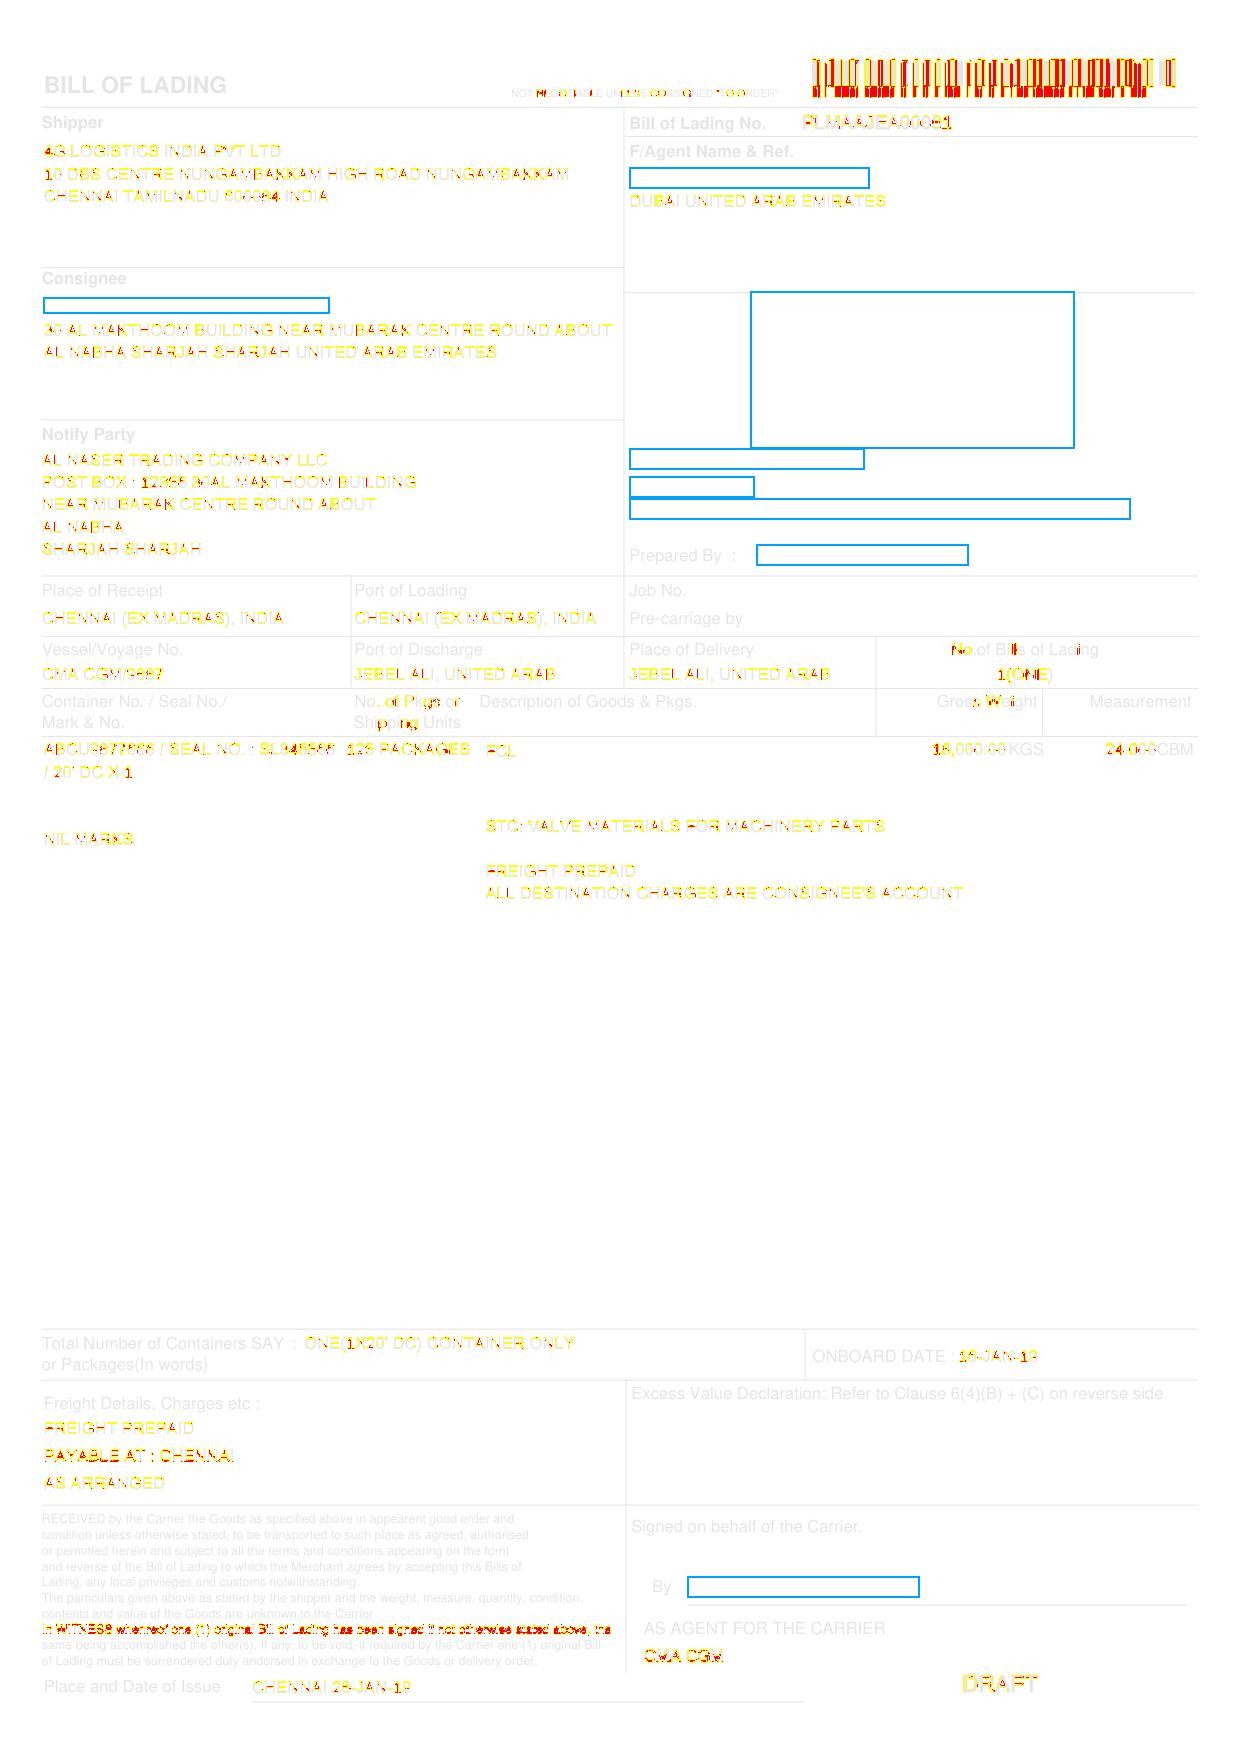 BILL OF LADING
NOT NEGOTIABLE UNLESS CONSIGNED "TO ORDER"
Shipper
Bill of Lading No. PLMAAJEA00081
4G LOGISTICS INDIA PVT LTD
F/Agent Name & Ref.
10 DBS CENTRE NUNGAMBAKKAM HIGH ROAD NUNGAMBAKKAM
CHENNAI TAMILNADU INDIA
DUBAI UNITED ARAB EMIRATES
Consignee
30 AL MAKTHOOM BUILDING NEAR MUBARAK CENTRE ROUND ABOUT
AL NABHA SHARJAH SHARJAH UNITED ARAB EMIRATES
Notify Party
AL NASER TRADING COMPANY LLC
POST BOX : 30 AL MAKTHOOM BUILDING
NEAR MUBARAK CENTRE ROUND ABOUT
AL NABHA
SHARJAH SHARJAH
Prepared By :
Place of Receipt
Port of Loading
Job No.
CHENNAI (EX MADRAS), INDIA
CHENNAI (EX MADRAS), INDIA
Pre-carriage by
Vessel/Voyage No.
Port of Discharge
Place of Delivery
No.of Bills of Lading
CMA CGM/9887
JEBEL ALI, UNITED ARAB
JEBEL ALI, UNITED ARAB
1(ONE)
Container No. / Seal No./
Mark & No.
No. of Pkgs or
Shipping Units
Description of Goods & Pkgs.
Gross Weight
Measurement
/ SEAL NO. :
/ 20' DC X 1
125 PACKAGES
FCL
18,000.00 KGS
24.000 CBM
NIL MARKS
STC: VALVE MATERIALS FOR MACHINERY PARTS
FREIGHT PREPAID
ALL DESTINATION CHARGES ARE CONSIGNEE'S ACCOUNT
Total Number of Containers SAY : ONE(1X20' DC) CONTAINER ONLY
or Packages(In words)
ONBOARD DATE :
Freight Details, Charges etc :
Excess Value Declaration: Refer to Clause 6(4)(B) + (C) on reverse side
FREIGHT PREPAID
PAYABLE AT : CHENNAI
AS ARRANGED
RECEIVED by the Carrier the Goods as specified above in appearent good order and
condition unless otherwise stated, to be transported to such place as agreed, authorised
or permitted herein and subject to all the terms and conditions appearing on the fornt
and reverse of the Bill of Lading to which the Merchant agrees by accepting this Bills of
Lading, any local privileges and customs notwithstanding.
The particulars given above as stated by the shipper and the weight, measure, quantity, condition,
contents and value of the Goods are unknown to the Carrier .
In WITNESS whenreof one (1) original Bill of Lading has been signed if not otherwise stated above, the
same being accomplished the other(s). If any, to be void, it required by the Carrier one (1) original Bill
of Lading must be surrendered duty andorsed in exchange fo the Goods or delivery order.
Signed on behalf of the Carrier.
By
AS AGENT FOR THE CARRIER
CMA CGM
Place and Date of Issue CHENNAI 28-JAN-19
DRAFT